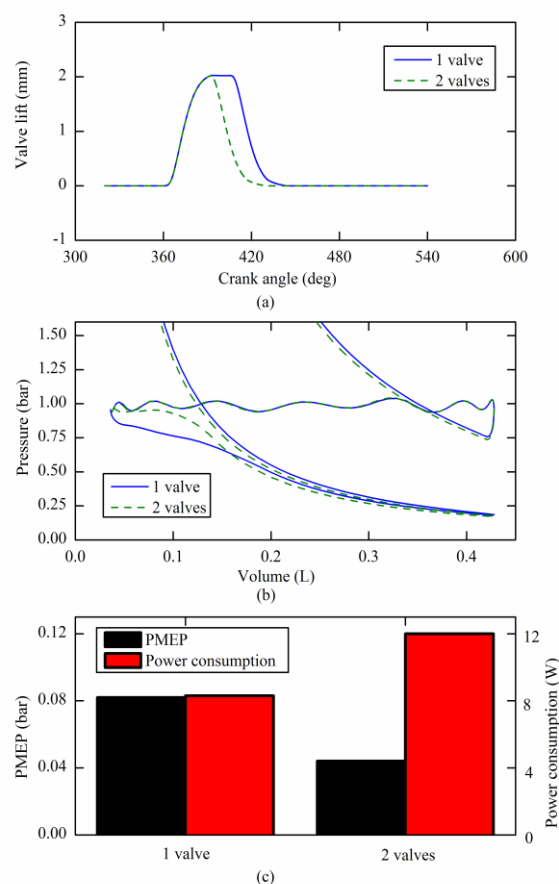 3
2
1
0
-1
Valve lift (mm)
1 valve
2 valves
300 360 420 480 540 600
Crank angle (deg)
(a)
1.50
1.25
1.00
0.75
0.50
0.25
0.00
Pressure (bar)
1 valve
2 valves
0.0 0.1 0.2 0.3 0.4
Volume (L)
(b)
0.12
0.08
0.04
0.00
PMEP (bar)
PMEP
Power consumption
12
8
4
0
Power consumption (W)
1 valve 2 valves
(c)